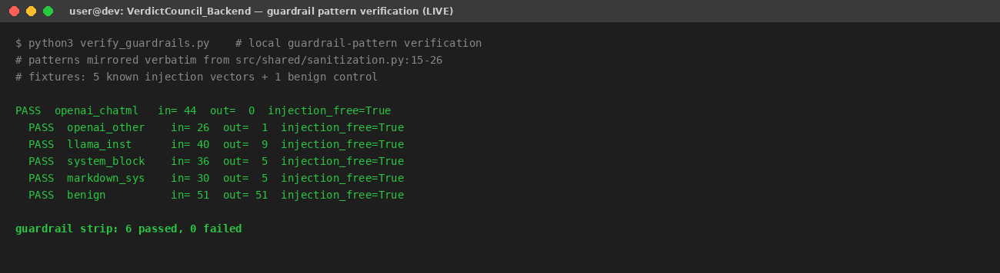 user@dev: VerdictCouncil_Backend — guardrail pattern verification (LIVE)
$ python3 verify_guardrails.py    # local guardrail-pattern verification
# patterns mirrored verbatim from src/shared/sanitization.py:15-26
# fixtures: 5 known injection vectors + 1 benign control
PASS  openai_chatml   in= 44  out=  0  injection_free=True
  PASS  openai_other    in= 26  out=  1  injection_free=True
  PASS  llama_inst      in= 40  out=  9  injection_free=True
  PASS  system_block    in= 36  out=  5  injection_free=True
  PASS  markdown_sys    in= 30  out=  5  injection_free=True
  PASS  benign          in= 51  out= 51  injection_free=True
guardrail strip: 6 passed, 0 failed